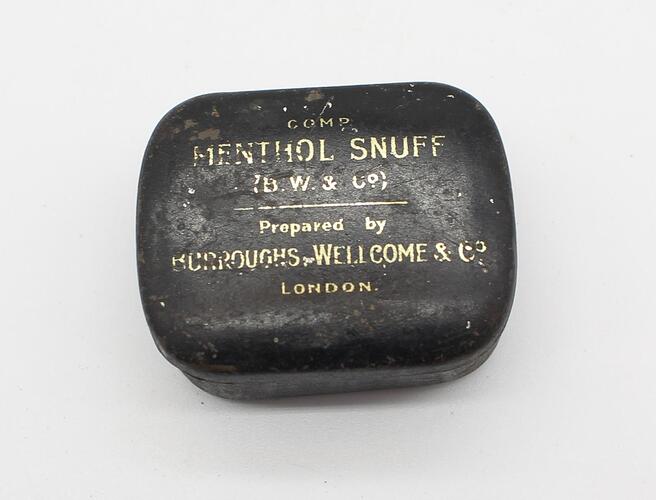 COMP.
MENTHOL SNUFF
(B. W. & Co)
Prepared by
BURROUGHS, WELLCOME & Co
LONDON.